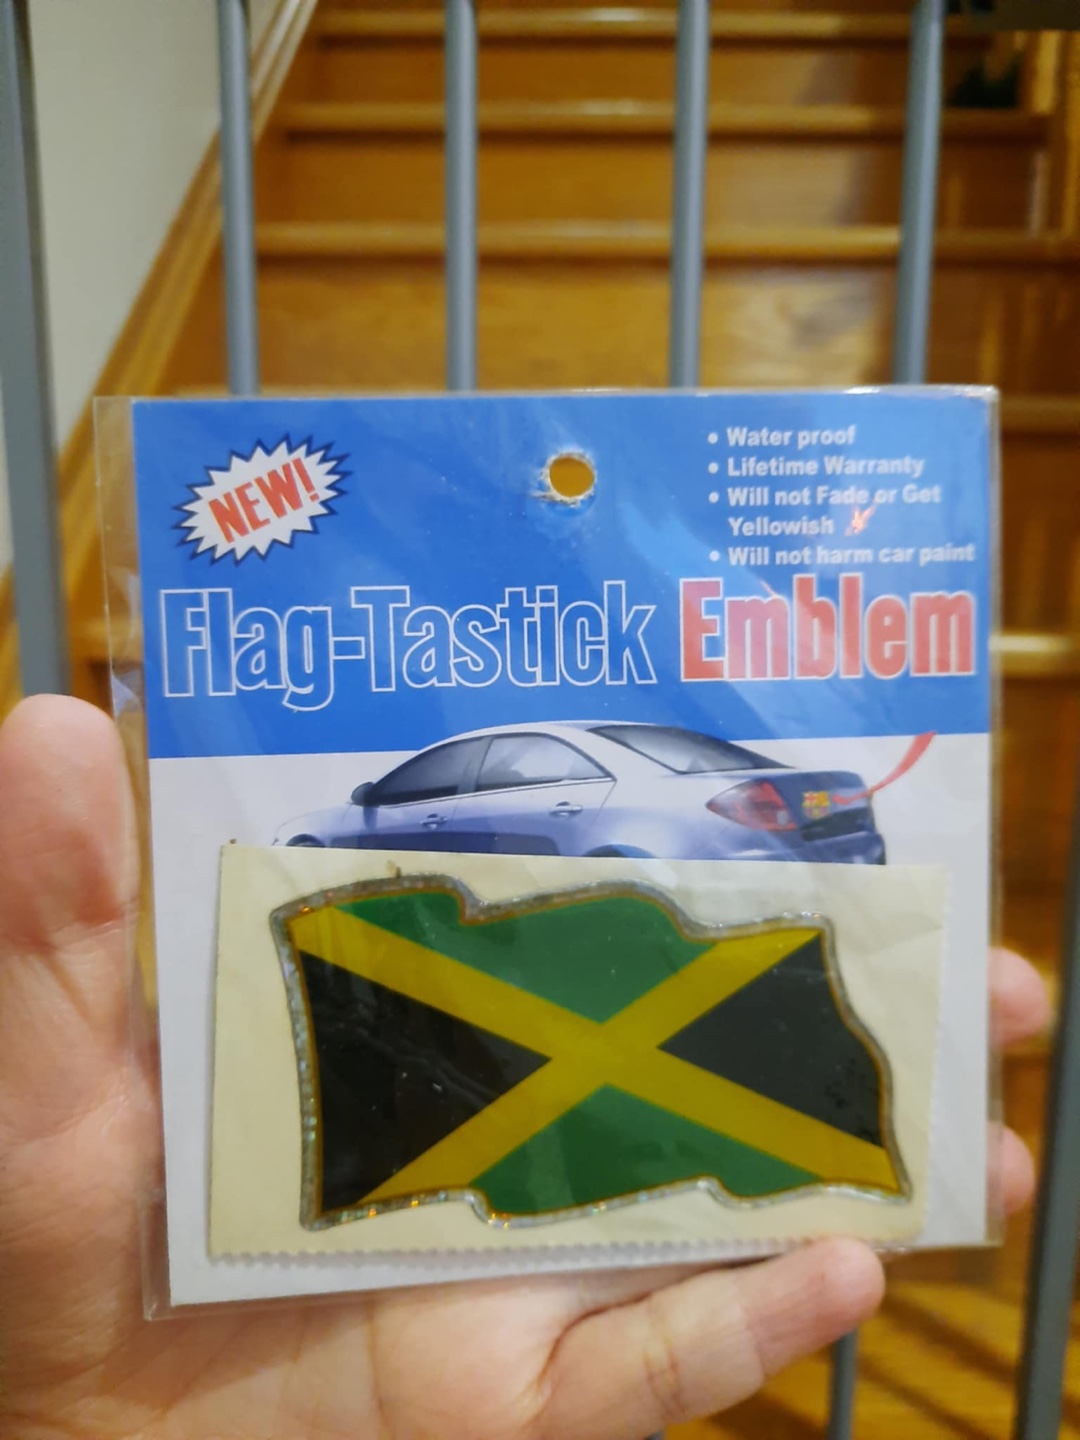 NEW!
• Water proof
• Lifetime Warranty
• Will not Fade or Get
Yellowish
• Will not harm car paint
Flag-Tastick Emblem